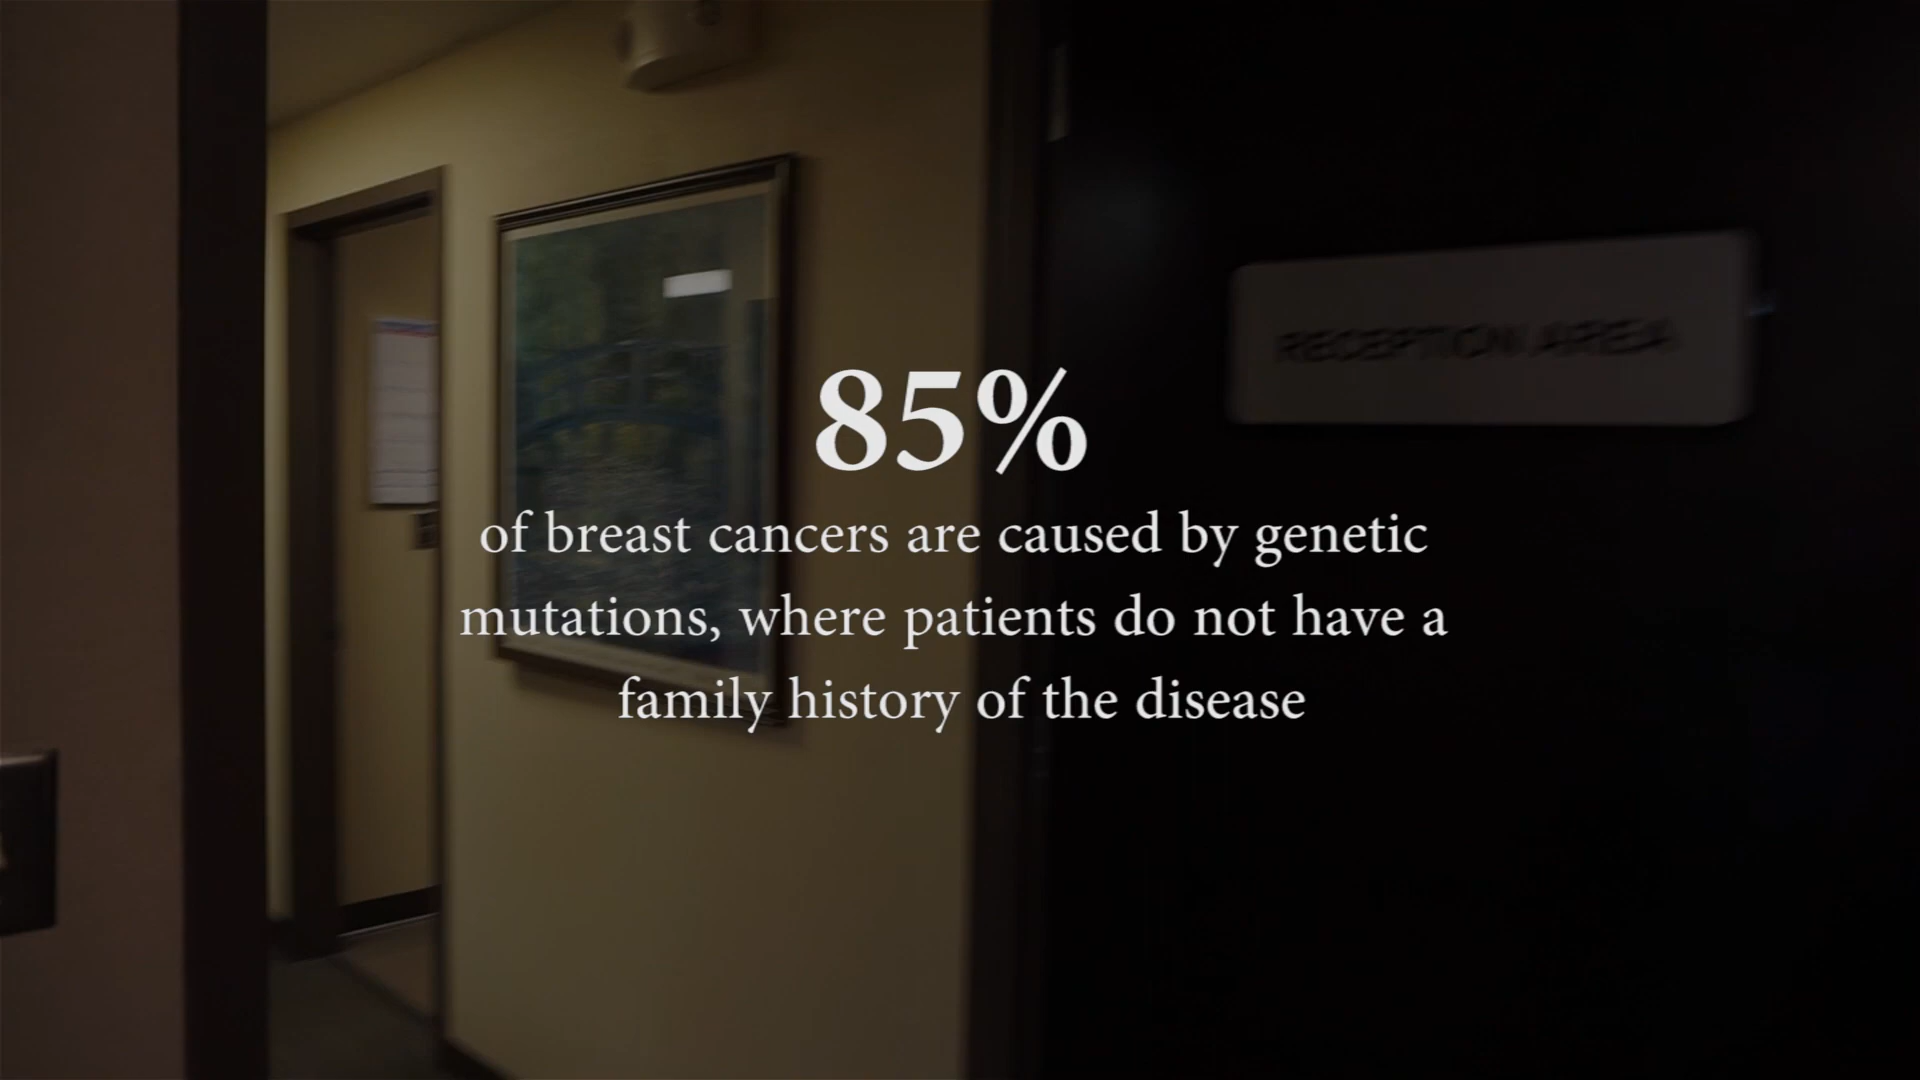 RECEPTION AREA
85%
of breast cancers are caused by genetic
mutations, where patients do not have a
family history of the disease